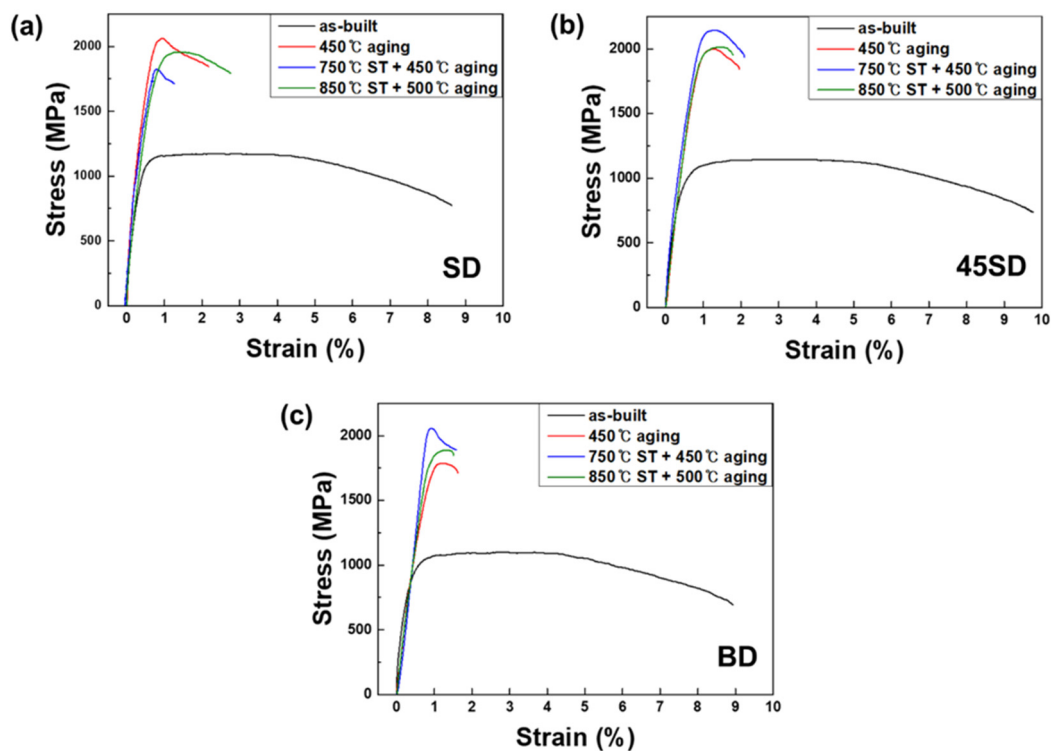 (a)
as-built
450℃ aging
750℃ ST + 450℃ aging
850℃ ST + 500℃ aging
Stress (MPa)
2000
1500
1000
500
0
SD
0 1 2 3 4 5 6 7 8 9 10
Strain (%)
(b)
as-built
450℃ aging
750℃ ST + 450℃ aging
850℃ ST + 500℃ aging
Stress (MPa)
2000
1500
1000
500
0
45SD
0 1 2 3 4 5 6 7 8 9 10
Strain (%)
(c)
as-built
450℃ aging
750℃ ST + 450℃ aging
850℃ ST + 500℃ aging
Stress (MPa)
2000
1500
1000
500
0
BD
0 1 2 3 4 5 6 7 8 9 10
Strain (%)